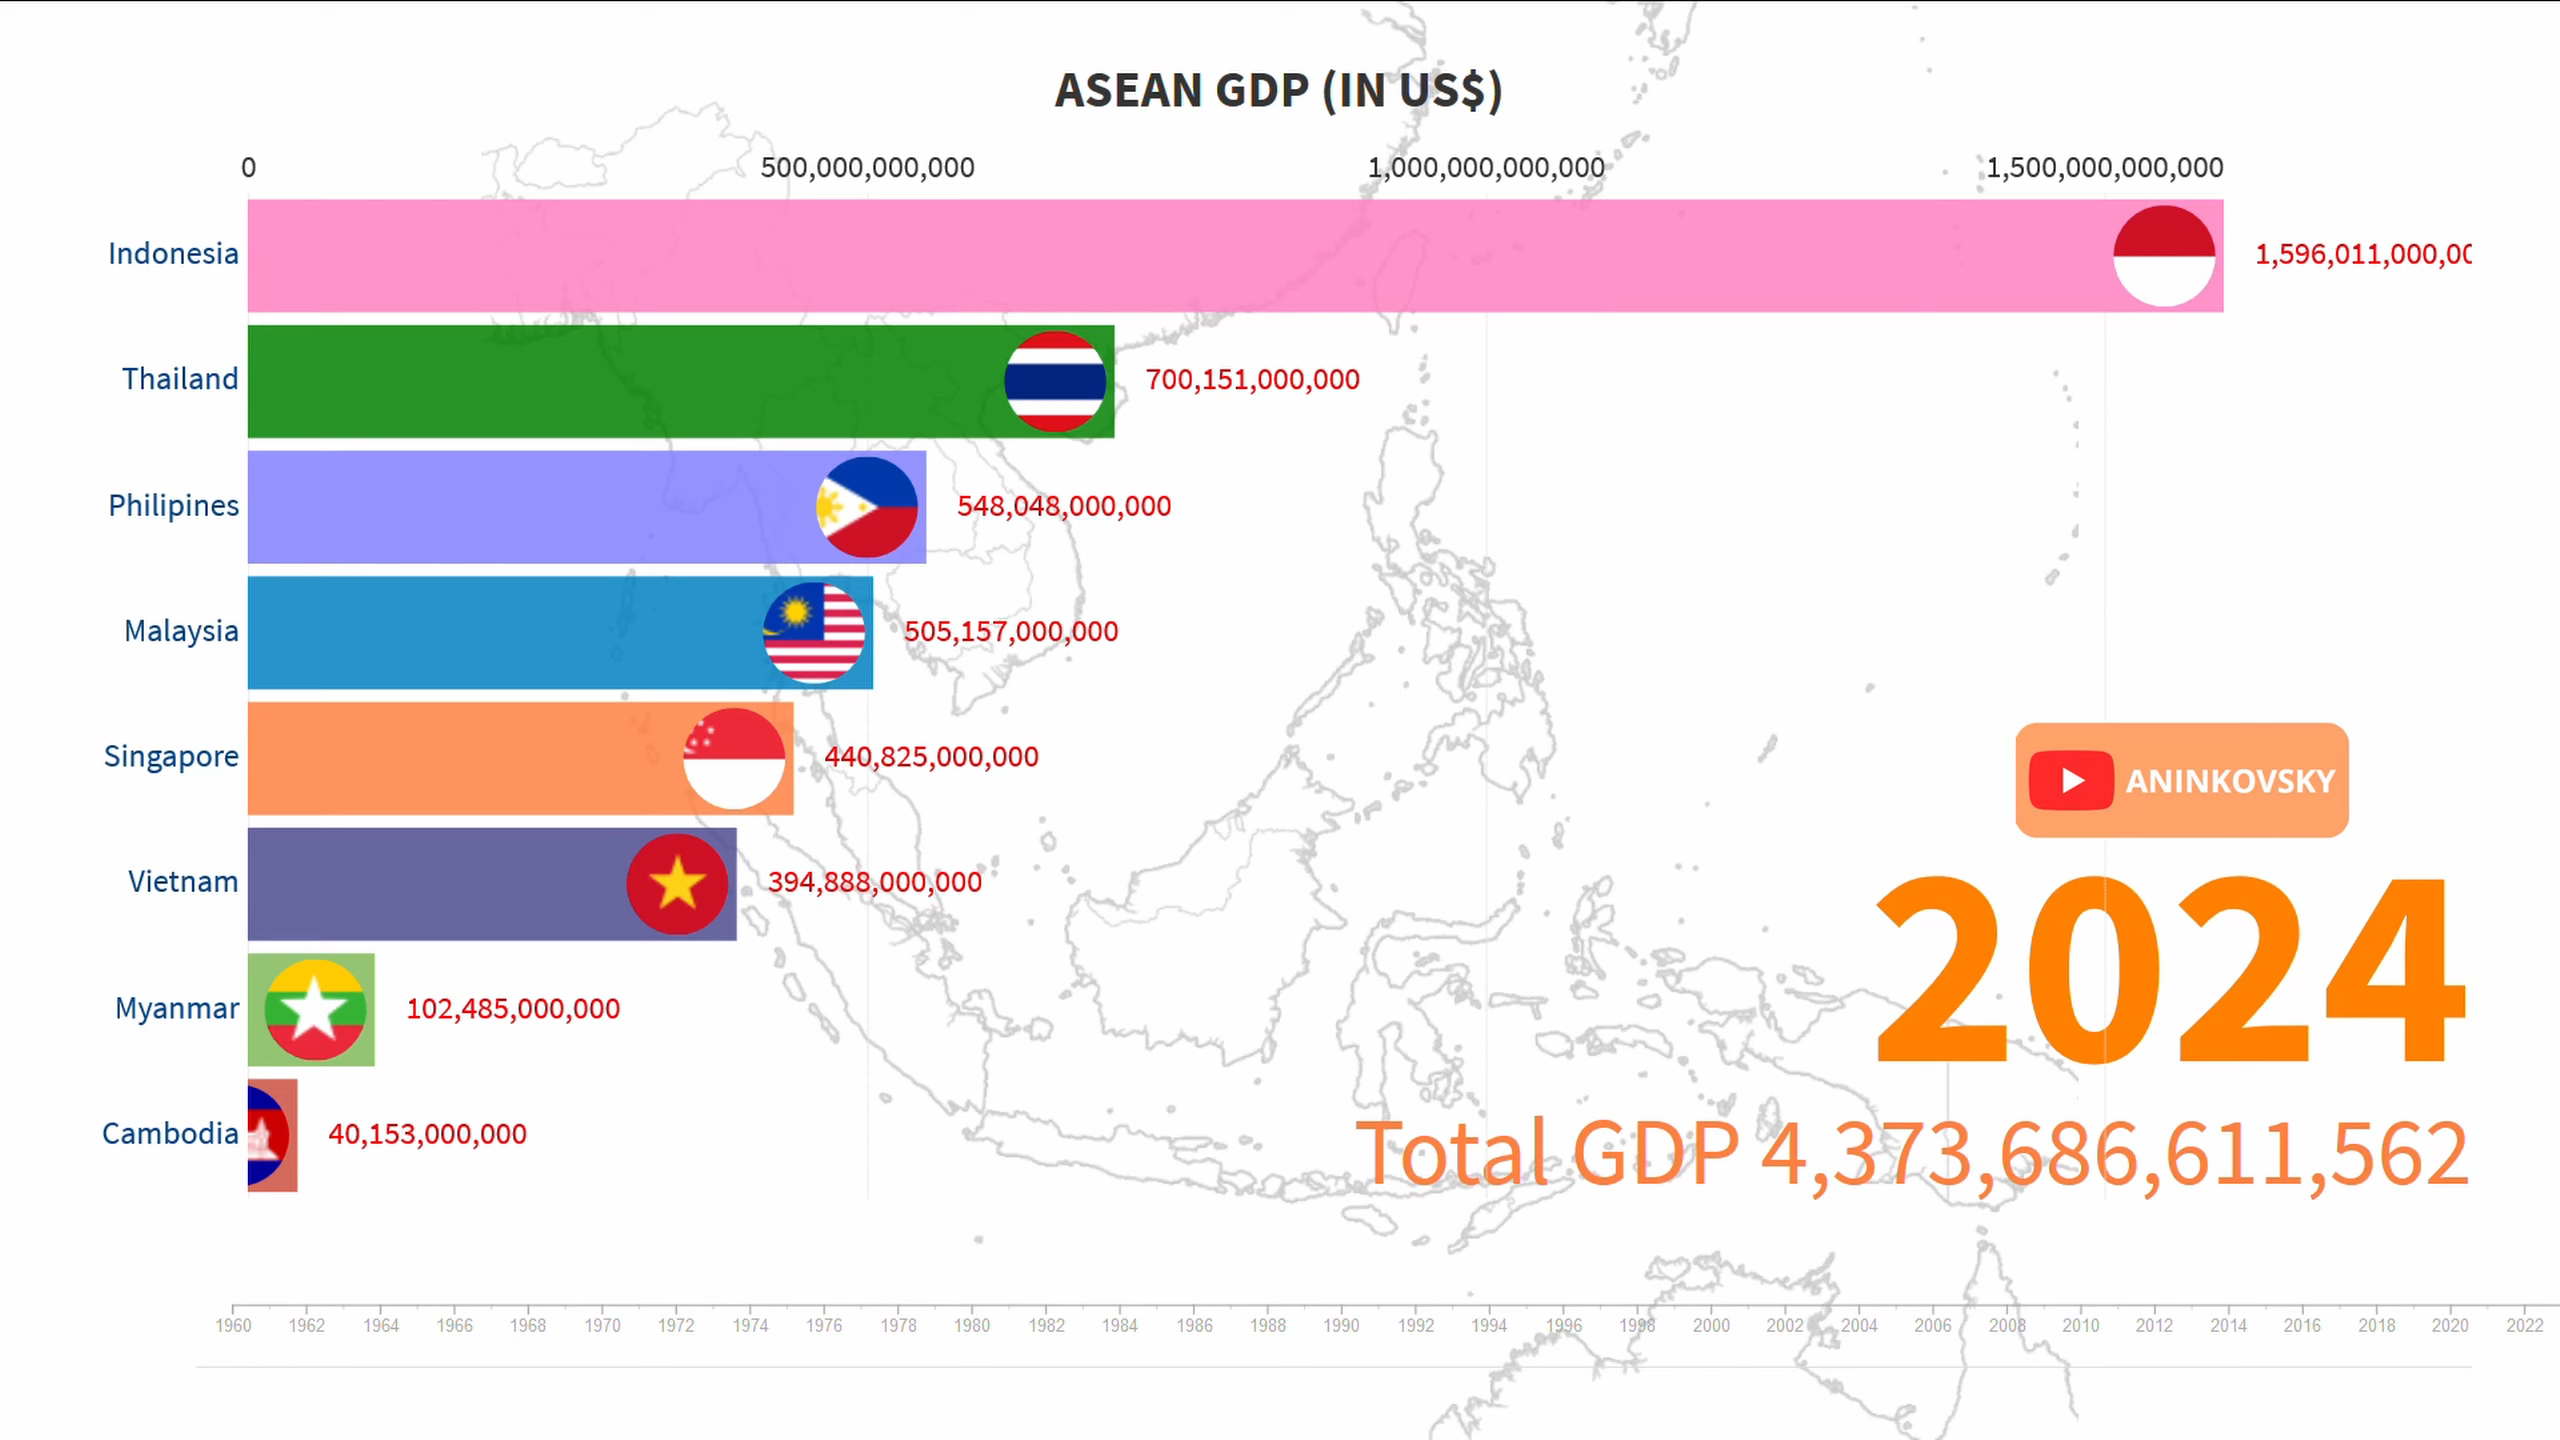 ASEAN GDP (IN US$)
0 500,000,000,000 1,000,000,000,000 1,500,000,000,000
Indonesia 1,596,011,000,00
Thailand 700,151,000,000
Philipines 548,048,000,000
Malaysia 505,157,000,000
Singapore 440,825,000,000
ANINKOVSKY
Vietnam 394,888,000,000
2024
Myanmar 102,485,000,000
Cambodia 40,153,000,000
Total GDP 4,373,686,611,562
1960 1962 1964 1966 1968 1970 1972 1974 1976 1978 1980 1982 1984 1986 1988 1990 1992 1994 1996 1998 2000 2002 2004 2006 2008 2010 2012 2014 2016 2018 2020 2022